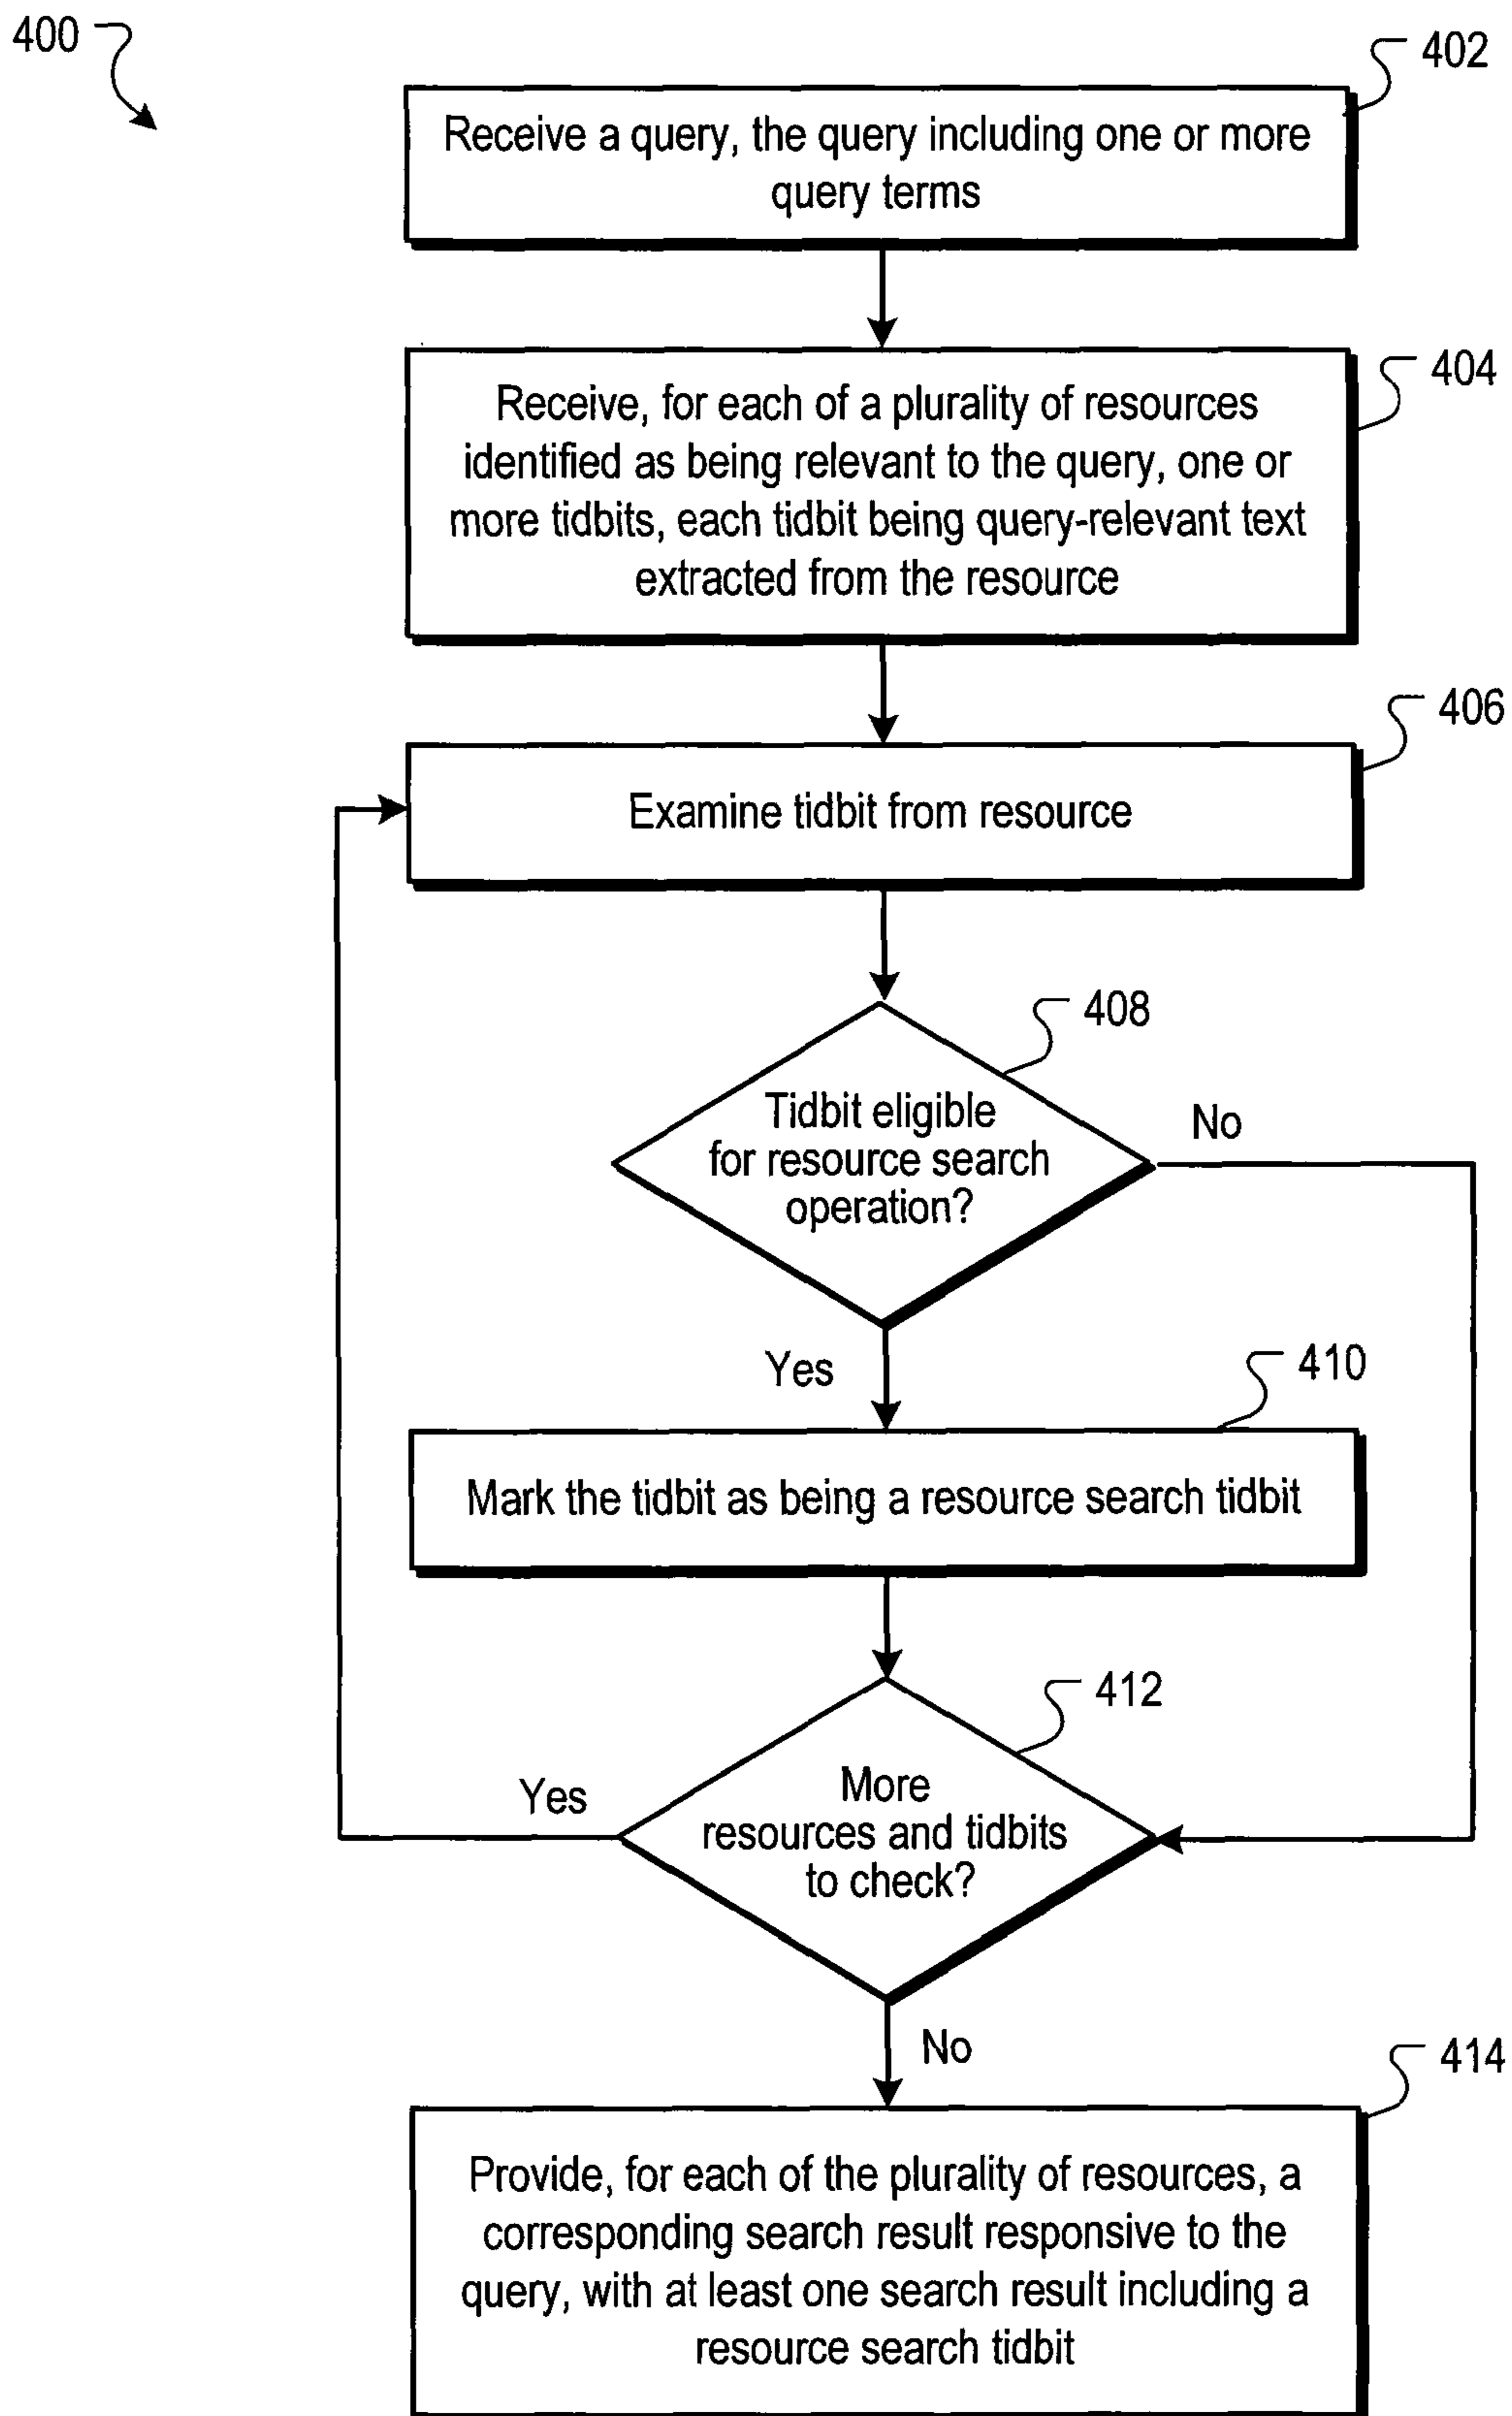 400
402
Receive a query, the query including one or more
query terms
404
Receive, for each of a plurality of resources
identified as being relevant to the query, one or
more tidbits, each tidbit being query-relevant text
extracted from the resource
406
Examine tidbit from resource
408
Tidbit eligible
for resource search
operation?
No
Yes
410
Mark the tidbit as being a resource search tidbit
412
More
resources and tidbits
to check?
Yes
No
414
Provide, for each of the plurality of resources, a
corresponding search result responsive to the
query, with at least one search result including a
resource search tidbit